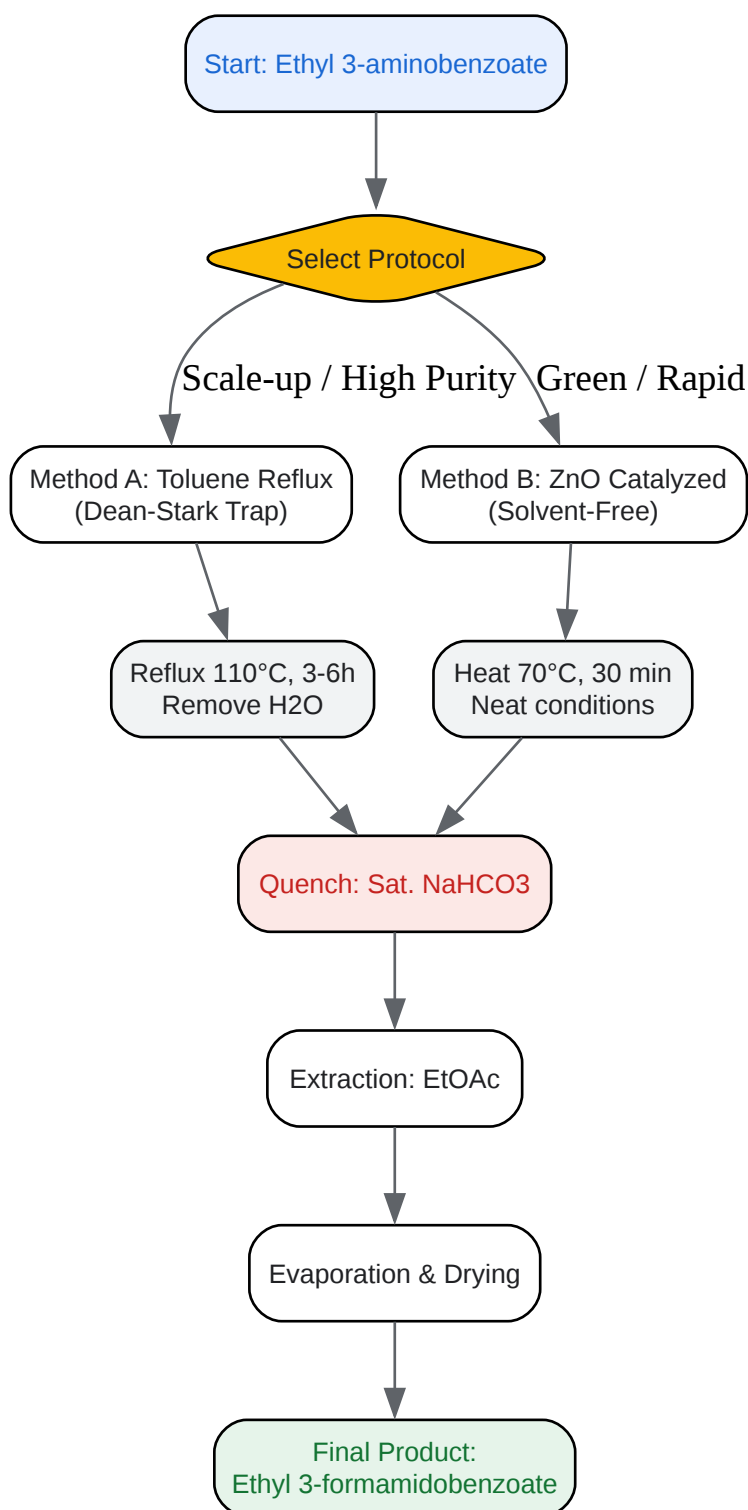 Start: Ethyl 3-aminobenzoate
Select Protocol
Scale-up / High Purity
Green / Rapid
Method A: Toluene Reflux
(Dean-Stark Trap)
Method B: ZnO Catalyzed
(Solvent-Free)
Reflux 110°C, 3-6h
Remove H2O
Heat 70°C, 30 min
Neat conditions
Quench: Sat. NaHCO3
Extraction: EtOAc
Evaporation & Drying
Final Product:
Ethyl 3-formamidobenzoate